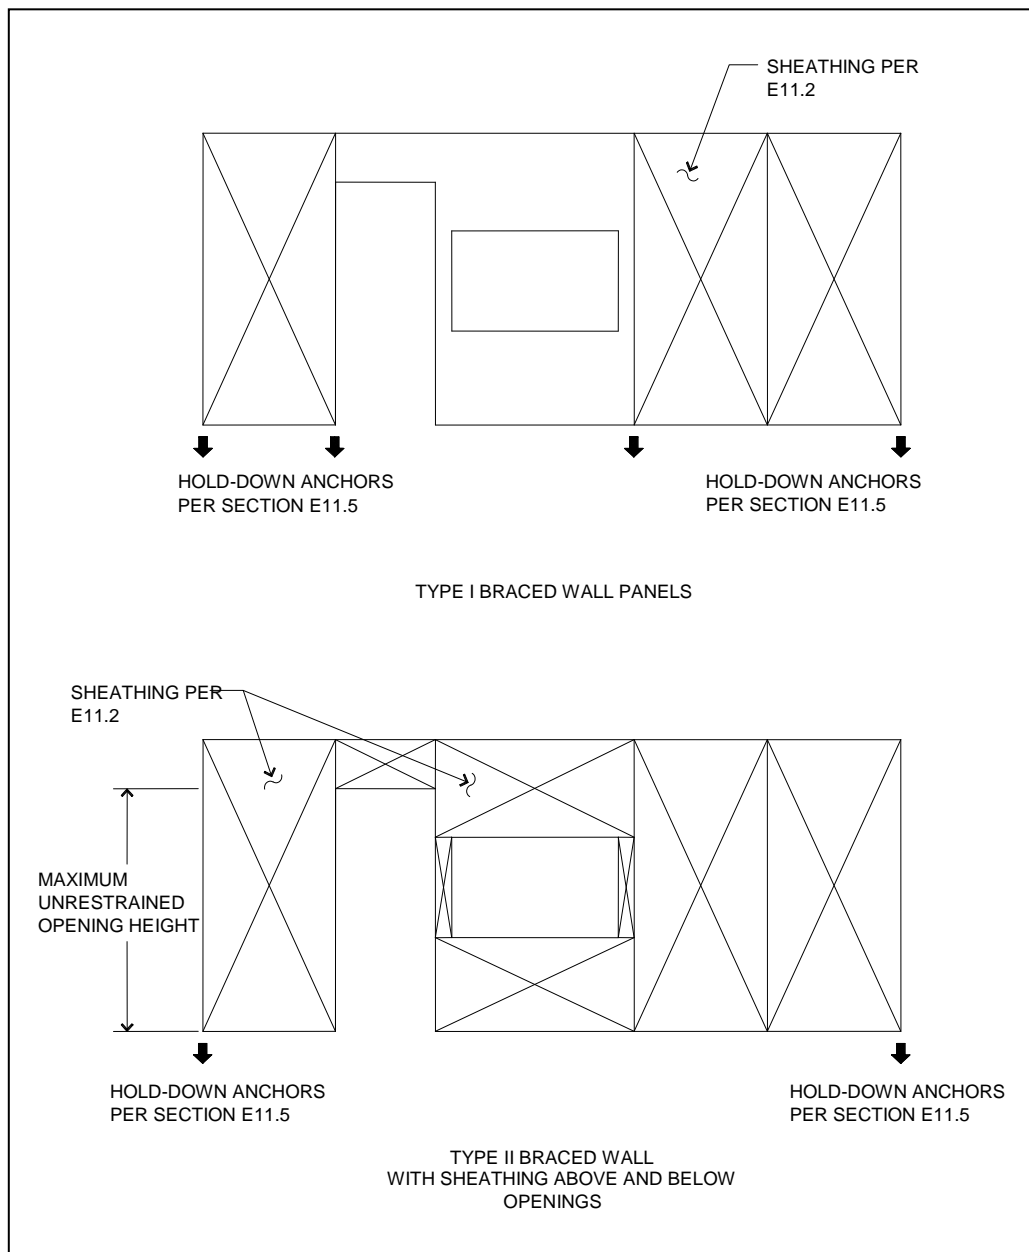 SHEATHING PER
E11.2
HOLD-DOWN ANCHORS
PER SECTION E11.5
HOLD-DOWN ANCHORS
PER SECTION E11.5
TYPE I BRACED WALL PANELS
SHEATHING PER
E11.2
MAXIMUM
UNRESTRAINED
OPENING HEIGHT
HOLD-DOWN ANCHORS
PER SECTION E11.5
HOLD-DOWN ANCHORS
PER SECTION E11.5
TYPE II BRACED WALL
WITH SHEATHING ABOVE AND BELOW
OPENINGS